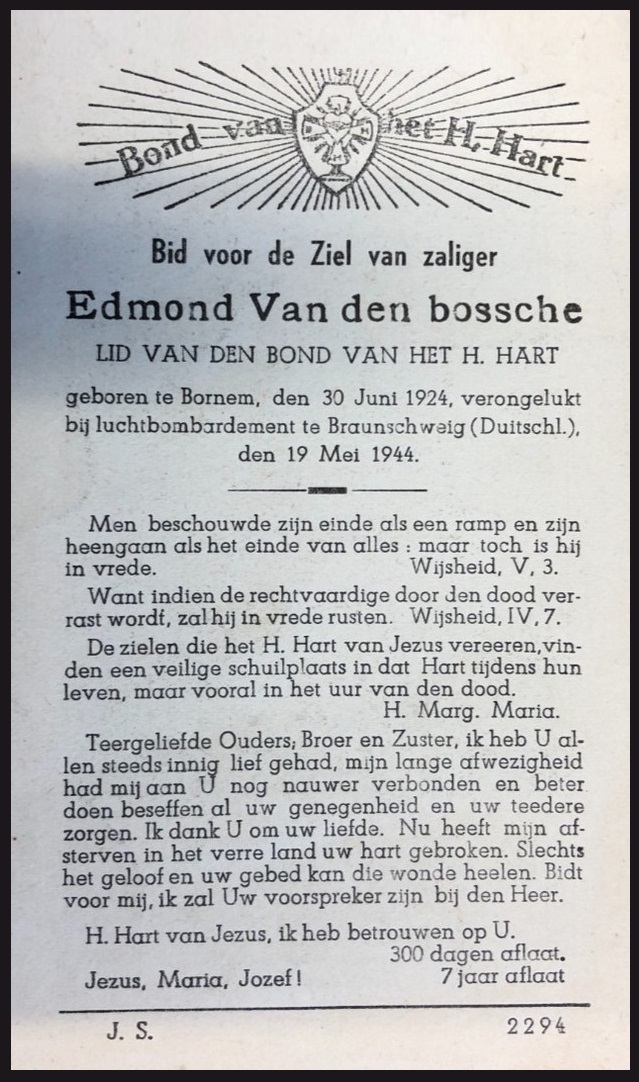 Bond van het H. Hart
Bid voor de Ziel van zaliger
Edmond Van den bossche
LID VAN DEN BOND VAN HET H. HART
geboren te Bornem, den 30 Juni 1924, verongelukt
bij luchtbombardement te Braunschweig (Duitschl.),
den 19 Mei 1944.
Men beschouwde zijn einde als een ramp en zijn
heengaan als het einde van alles : maar toch is hij
in vrede. Wijsheid, V, 3.
Want indien de rechtvaardige door den dood ver-
rast wordt, zal hij in vrede rusten. Wijsheid, IV, 7.
De zielen die het H. Hart van Jezus vereeren, vin-
den een veilige schuilplaats in dat Hart tijdens hun
leven, maar vooral in het uur van den dood.
H. Marg. Maria.
Teergeliefde Ouders, Broer en Zuster, ik heb U al-
len steeds innig lief gehad, mijn lange afwezigheid
had mij aan U nog nauwer verbonden en beter
doen beseffen al uw genegenheid en uw teedere
zorgen. Ik dank U om uw liefde. Nu heeft mijn af-
sterven in het verre land uw hart gebroken. Slechts
het geloof en uw gebed kan die wonde heelen. Bidt
voor mij, ik zal Uw voorspreker zijn bij den Heer.
H. Hart van Jezus, ik heb betrouwen op U.
300 dagen aflaat.
Jezus, Maria, Jozef! 7 jaar aflaat
J. S. 2294